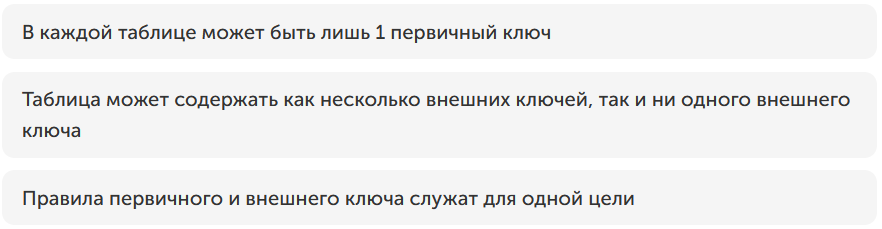 В каждой таблице может быть лишь 1 первичный ключ
Таблица может содержать как несколько внешних ключей, так и ни одного внешнего
ключа
Правила первичного и внешнего ключа служат для одной цели